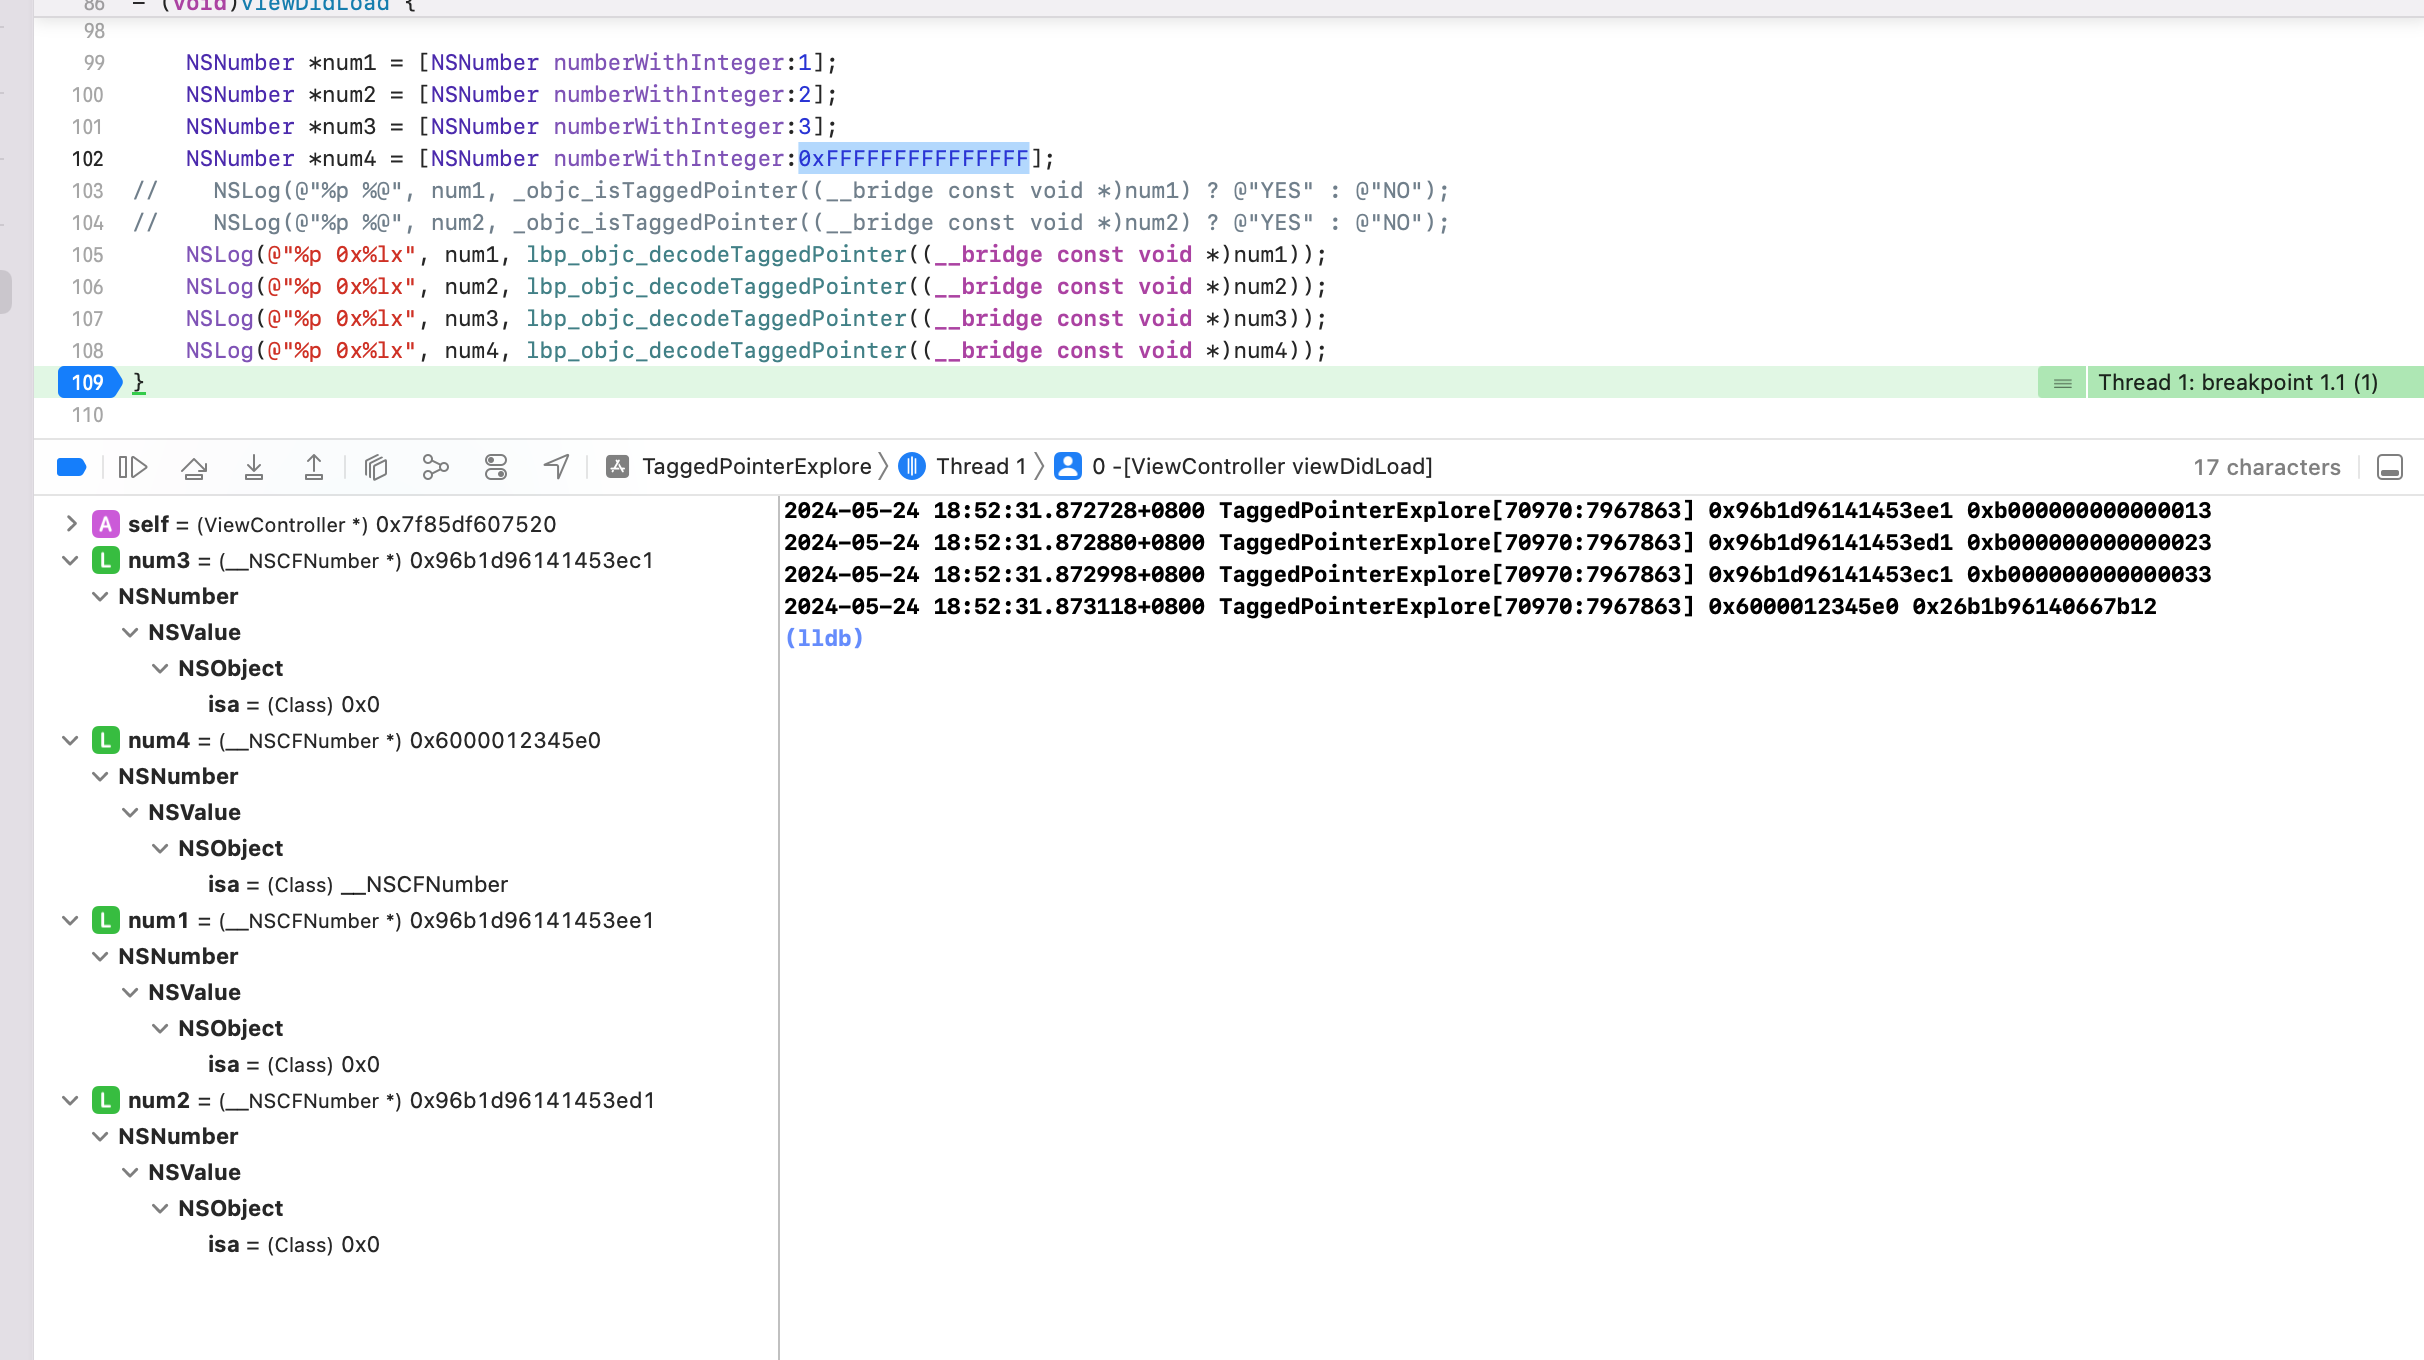 86 - (void)viewDidLoad {
98
99 NSNumber *num1 = [NSNumber numberWithInteger:1];
100 NSNumber *num2 = [NSNumber numberWithInteger:2];
101 NSNumber *num3 = [NSNumber numberWithInteger:3];
102 NSNumber *num4 = [NSNumber numberWithInteger:0xFFFFFFFFFFFFFFF];
103 // NSLog(@"%p %@", num1, _objc_isTaggedPointer((__bridge const void *)num1) ? @"YES" : @"NO");
104 // NSLog(@"%p %@", num2, _objc_isTaggedPointer((__bridge const void *)num2) ? @"YES" : @"NO");
105 NSLog(@"%p 0x%lx", num1, lbp_objc_decodeTaggedPointer((__bridge const void *)num1));
106 NSLog(@"%p 0x%lx", num2, lbp_objc_decodeTaggedPointer((__bridge const void *)num2));
107 NSLog(@"%p 0x%lx", num3, lbp_objc_decodeTaggedPointer((__bridge const void *)num3));
108 NSLog(@"%p 0x%lx", num4, lbp_objc_decodeTaggedPointer((__bridge const void *)num4));
109 } Thread 1: breakpoint 1.1 (1)
110
TaggedPointerExplore Thread 1 0 -[ViewController viewDidLoad] 17 characters
A self = (ViewController *) 0x7f85df607520
L num3 = (__NSCFNumber *) 0x96b1d96141453ec1
NSNumber
NSValue
NSObject
isa = (Class) 0x0
L num4 = (__NSCFNumber *) 0x6000012345e0
NSNumber
NSValue
NSObject
isa = (Class) __NSCFNumber
L num1 = (__NSCFNumber *) 0x96b1d96141453ee1
NSNumber
NSValue
NSObject
isa = (Class) 0x0
L num2 = (__NSCFNumber *) 0x96b1d96141453ed1
NSNumber
NSValue
NSObject
isa = (Class) 0x0
2024-05-24 18:52:31.872728+0800 TaggedPointerExplore[70970:7967863] 0x96b1d96141453ee1 0xb000000000000013
2024-05-24 18:52:31.872880+0800 TaggedPointerExplore[70970:7967863] 0x96b1d96141453ed1 0xb000000000000023
2024-05-24 18:52:31.872998+0800 TaggedPointerExplore[70970:7967863] 0x96b1d96141453ec1 0xb000000000000033
2024-05-24 18:52:31.873118+0800 TaggedPointerExplore[70970:7967863] 0x6000012345e0 0x26b1b96140667b12
(lldb)